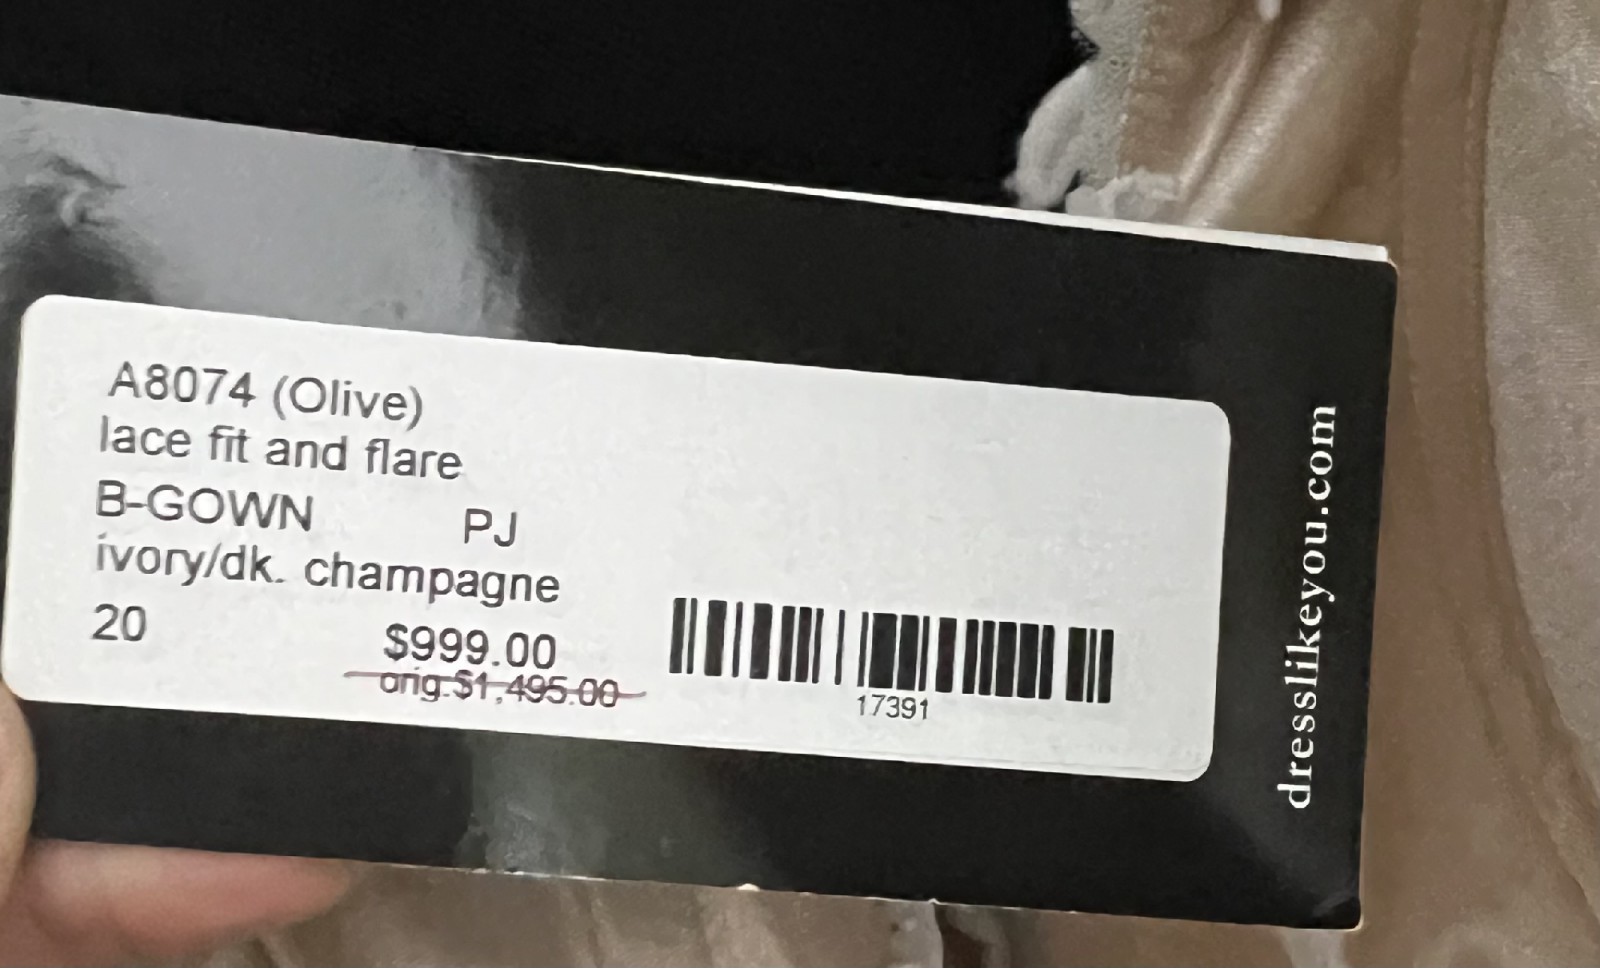 A8074 (Olive)
lace fit and flare
B-GOWN PJ
ivory/dk. champagne
20 $999.00
orig.$1,495.00
17391
dresslikeyou.com